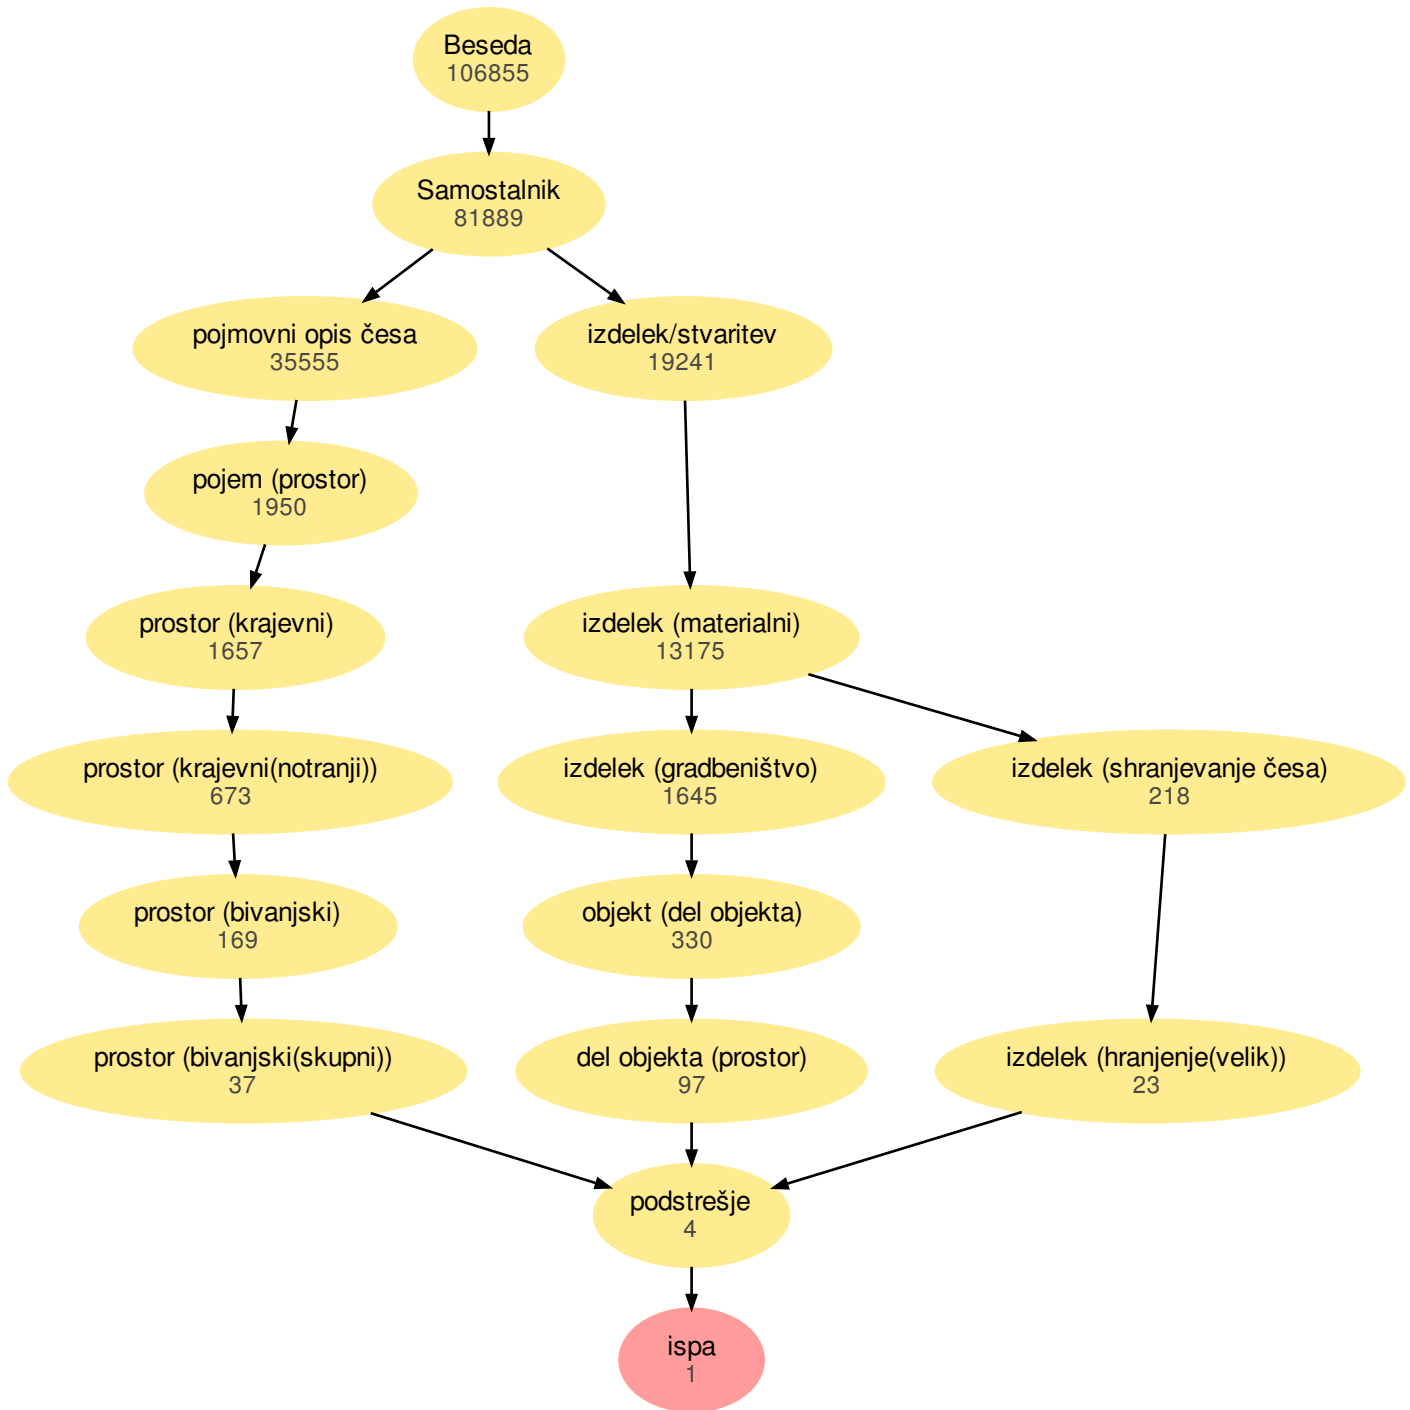 Beseda
106855
Samostalnik
81889
pojmovni opis česa
35555
izdelek/stvaritev
19241
pojem (prostor)
1950
prostor (krajevni)
1657
izdelek (materialni)
13175
prostor (krajevni(notranji))
673
izdelek (gradbeništvo)
1645
izdelek (shranjevanje česa)
218
prostor (bivanjski)
169
objekt (del objekta)
330
prostor (bivanjski(skupni))
37
del objekta (prostor)
97
izdelek (hranjenje(velik))
23
podstrešje
4
ispa
1